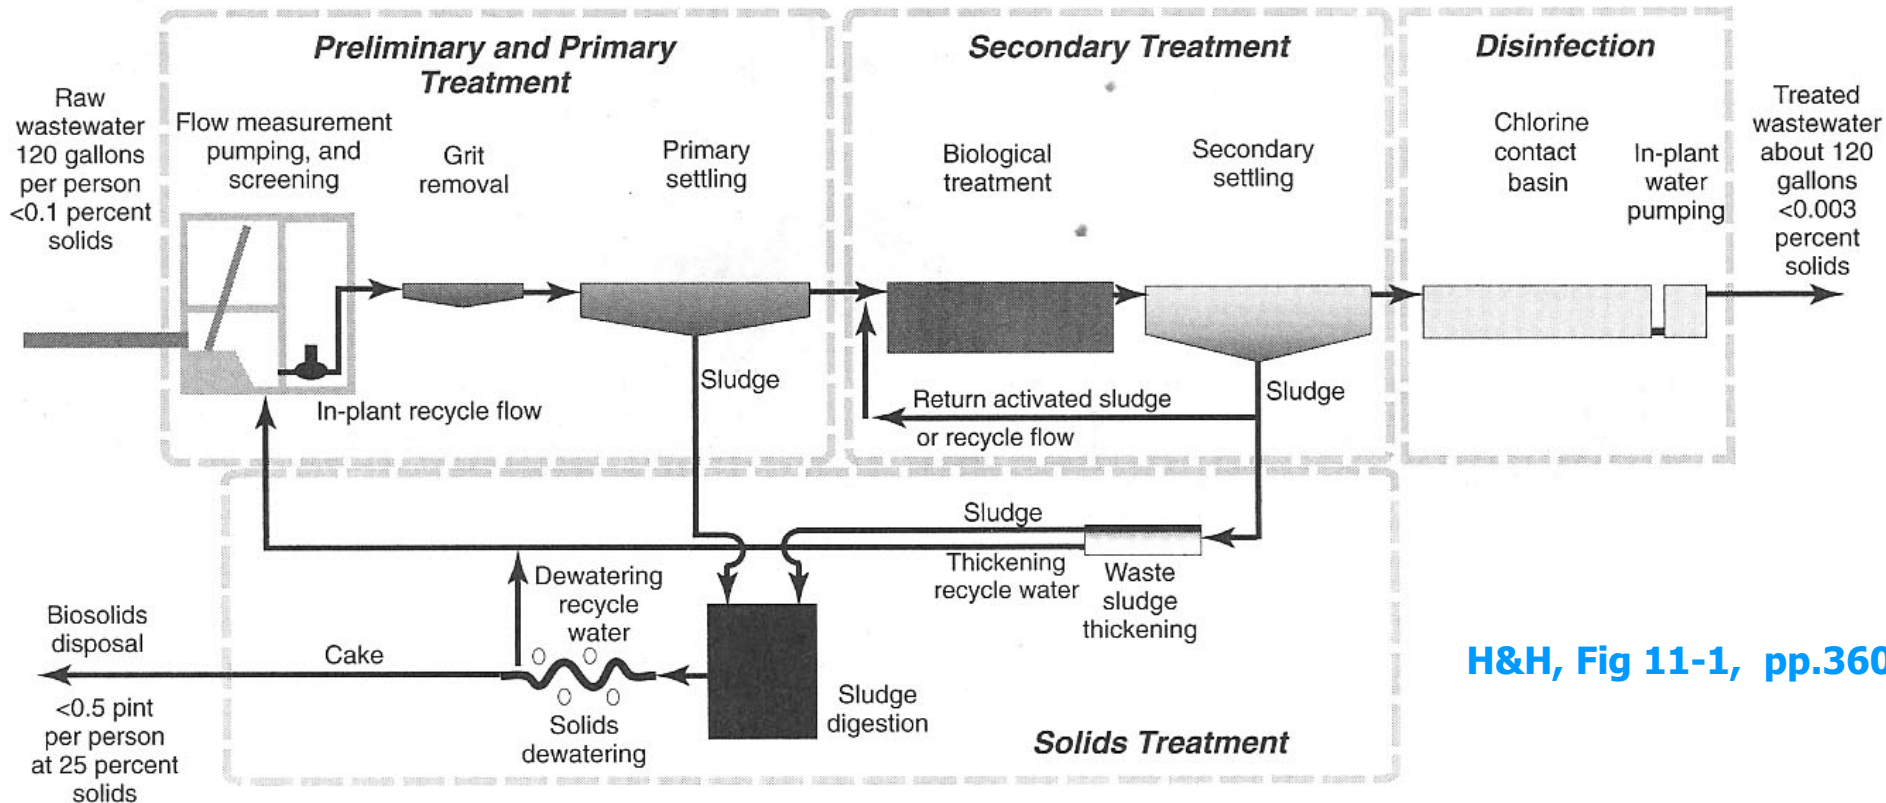 Preliminary and Primary
Treatment
Secondary Treatment
Disinfection
Raw
wastewater
120 gallons
per person
<0.1 percent
solids
Flow measurement
pumping, and
screening
Grit
removal
Primary
settling
Biological
treatment
Secondary
settling
Chlorine
contact
basin
In-plant
water
pumping
Treated
wastewater
about 120
gallons
<0.003
percent
solids
Sludge
In-plant recycle flow
Return activated sludge
or recycle flow
Sludge
Sludge
Thickening
recycle water
Waste
sludge
thickening
Dewatering
recycle
water
Biosolids
disposal
Cake
<0.5 pint
per person
at 25 percent
solids
Solids
dewatering
Sludge
digestion
Solids Treatment
H&H, Fig 11-1, pp.360